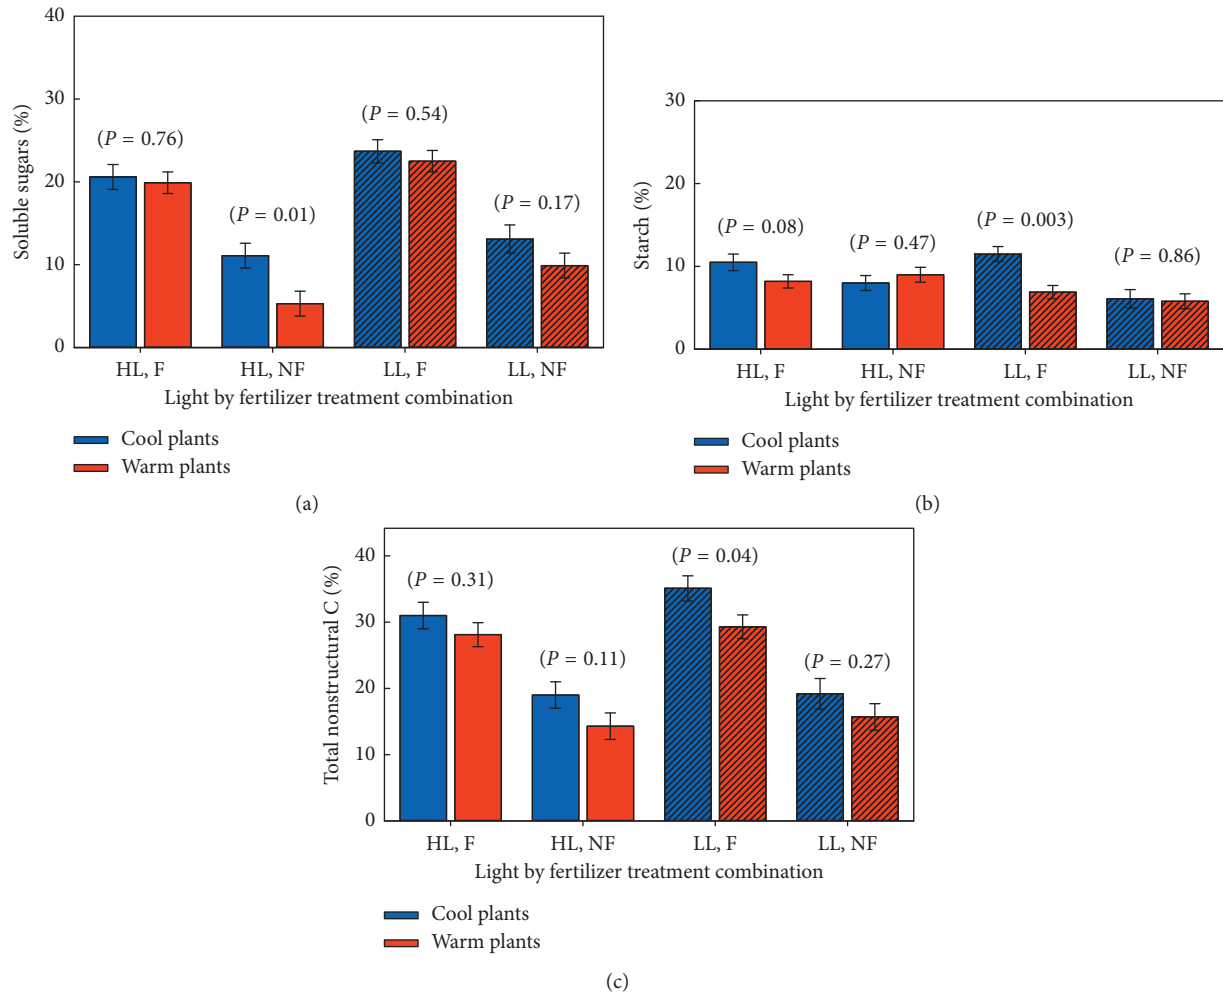 40
30
20
10
0
Soluble sugars (%)
(P = 0.76)
(P = 0.01)
(P = 0.54)
(P = 0.17)
HL, F
HL, NF
LL, F
LL, NF
Light by fertilizer treatment combination
Cool plants
Warm plants
(a)
30
20
10
0
Starch (%)
(P = 0.08)
(P = 0.47)
(P = 0.003)
(P = 0.86)
HL, F
HL, NF
LL, F
LL, NF
Light by fertilizer treatment combination
Cool plants
Warm plants
(b)
40
30
20
10
0
Total nonstructural C (%)
(P = 0.31)
(P = 0.11)
(P = 0.04)
(P = 0.27)
HL, F
HL, NF
LL, F
LL, NF
Light by fertilizer treatment combination
Cool plants
Warm plants
(c)